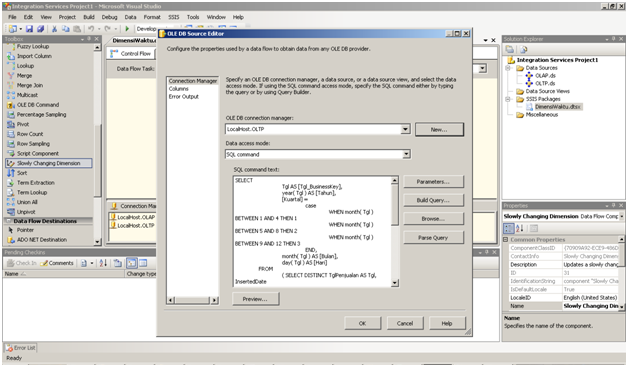 Integration Services Project1 - Microsoft Visual Studio
File Edit View Project Build Debug Data Format SSIS Tools Window Help
Develop
Toolbox
Fuzzy Lookup
Import Column
Lookup
Merge
Merge Join
Multicast
OLE DB Command
Percentage Sampling
Pivot
Row Count
Row Sampling
Script Component
Slowly Changing Dimension
Sort
Term Extraction
Term Lookup
Union All
Unpivot
Data Flow Destinations
Pointer
ADO NET Destination
DimensiWaktu.d
Control Flow
Data Flow Task:
Connection Ma
LocalHost.OLAP
LocalHost.OLTP
OLE DB Source Editor
Configure the properties used by a data flow to obtain data from any OLE DB provider.
Connection Manager
Columns
Error Output
Specify an OLE DB connection manager, a data source, or a data source view, and select the data
access mode. If using the SQL command access mode, specify the SQL command either by typing
the query or by using Query Builder.
OLE DB connection manager:
LocalHost.OLTP
New...
Data access mode:
SQL command
SQL command text:
SELECT
Tgl AS [Tgl_BusinessKey],
year( Tgl ) AS [Tahun],
[Kuartal] =
case
WHEN month( Tgl )
BETWEEN 1 AND 4 THEN 1
WHEN month( Tgl )
BETWEEN 5 AND 8 THEN 2
WHEN month( Tgl )
BETWEEN 9 AND 12 THEN 3
END,
month( Tgl ) AS [Bulan],
day( Tgl ) AS [Hari]
FROM
( SELECT DISTINCT TglPenjualan AS Tgl,
InsertedDate
Parameters...
Build Query...
Browse...
Parse Query
Preview...
OK Cancel Help
Solution Explorer
Integration Services Project1
Data Sources
OLAP.ds
OLTP.ds
Data Source Views
SSIS Packages
DimensiWaktu.dtsx
Miscellaneous
Properties
Slowly Changing Dimension Data Flow Comp
Common Properties
ComponentClassID {70909A92-ECE9-486D
ContactInfo Slowly Changing Dimen
Description Updates a slowly chang
ID 31
IdentificationString component "Slowly Cha
IsDefaultLocale True
LocaleID English (United States)
Name Slowly Changing Dim
Name
Specifies the name of the component.
Pending Checkins
Check In Comments
Name Change type
Error List
Ready